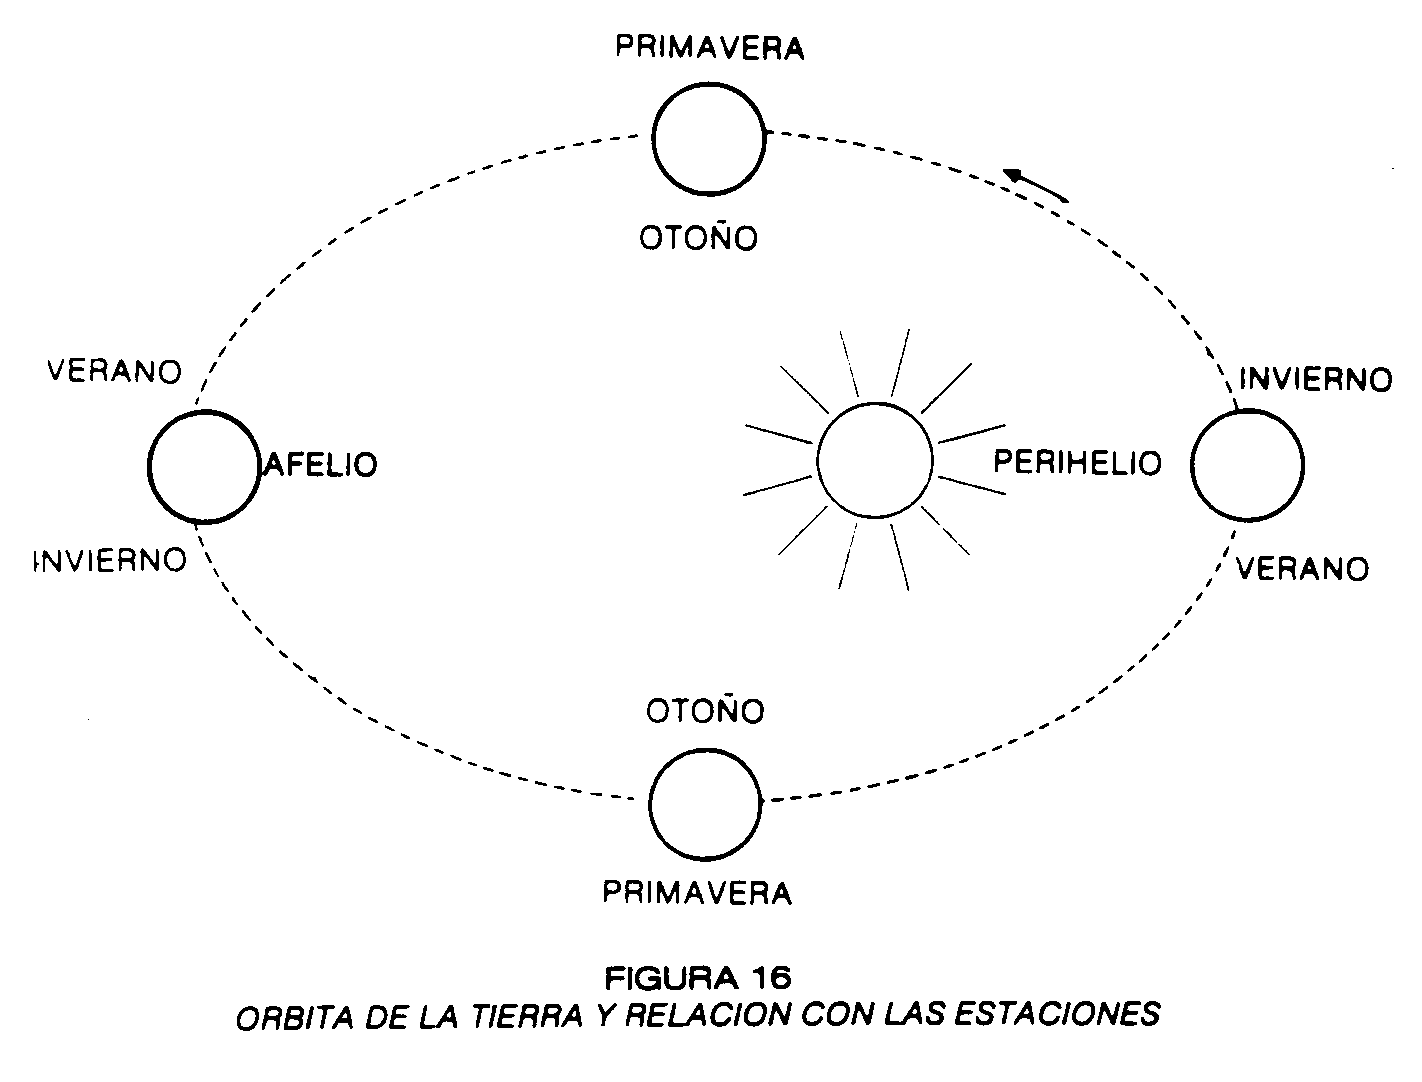 PRIMAVERA
OTOÑO
VERANO
INVIERNO
AFELIO
PERIHELIO
INVIERNO
VERANO
OTOÑO
PRIMAVERA
FIGURA 16
ORBITA DE LA TIERRA Y RELACION CON LAS ESTACIONES